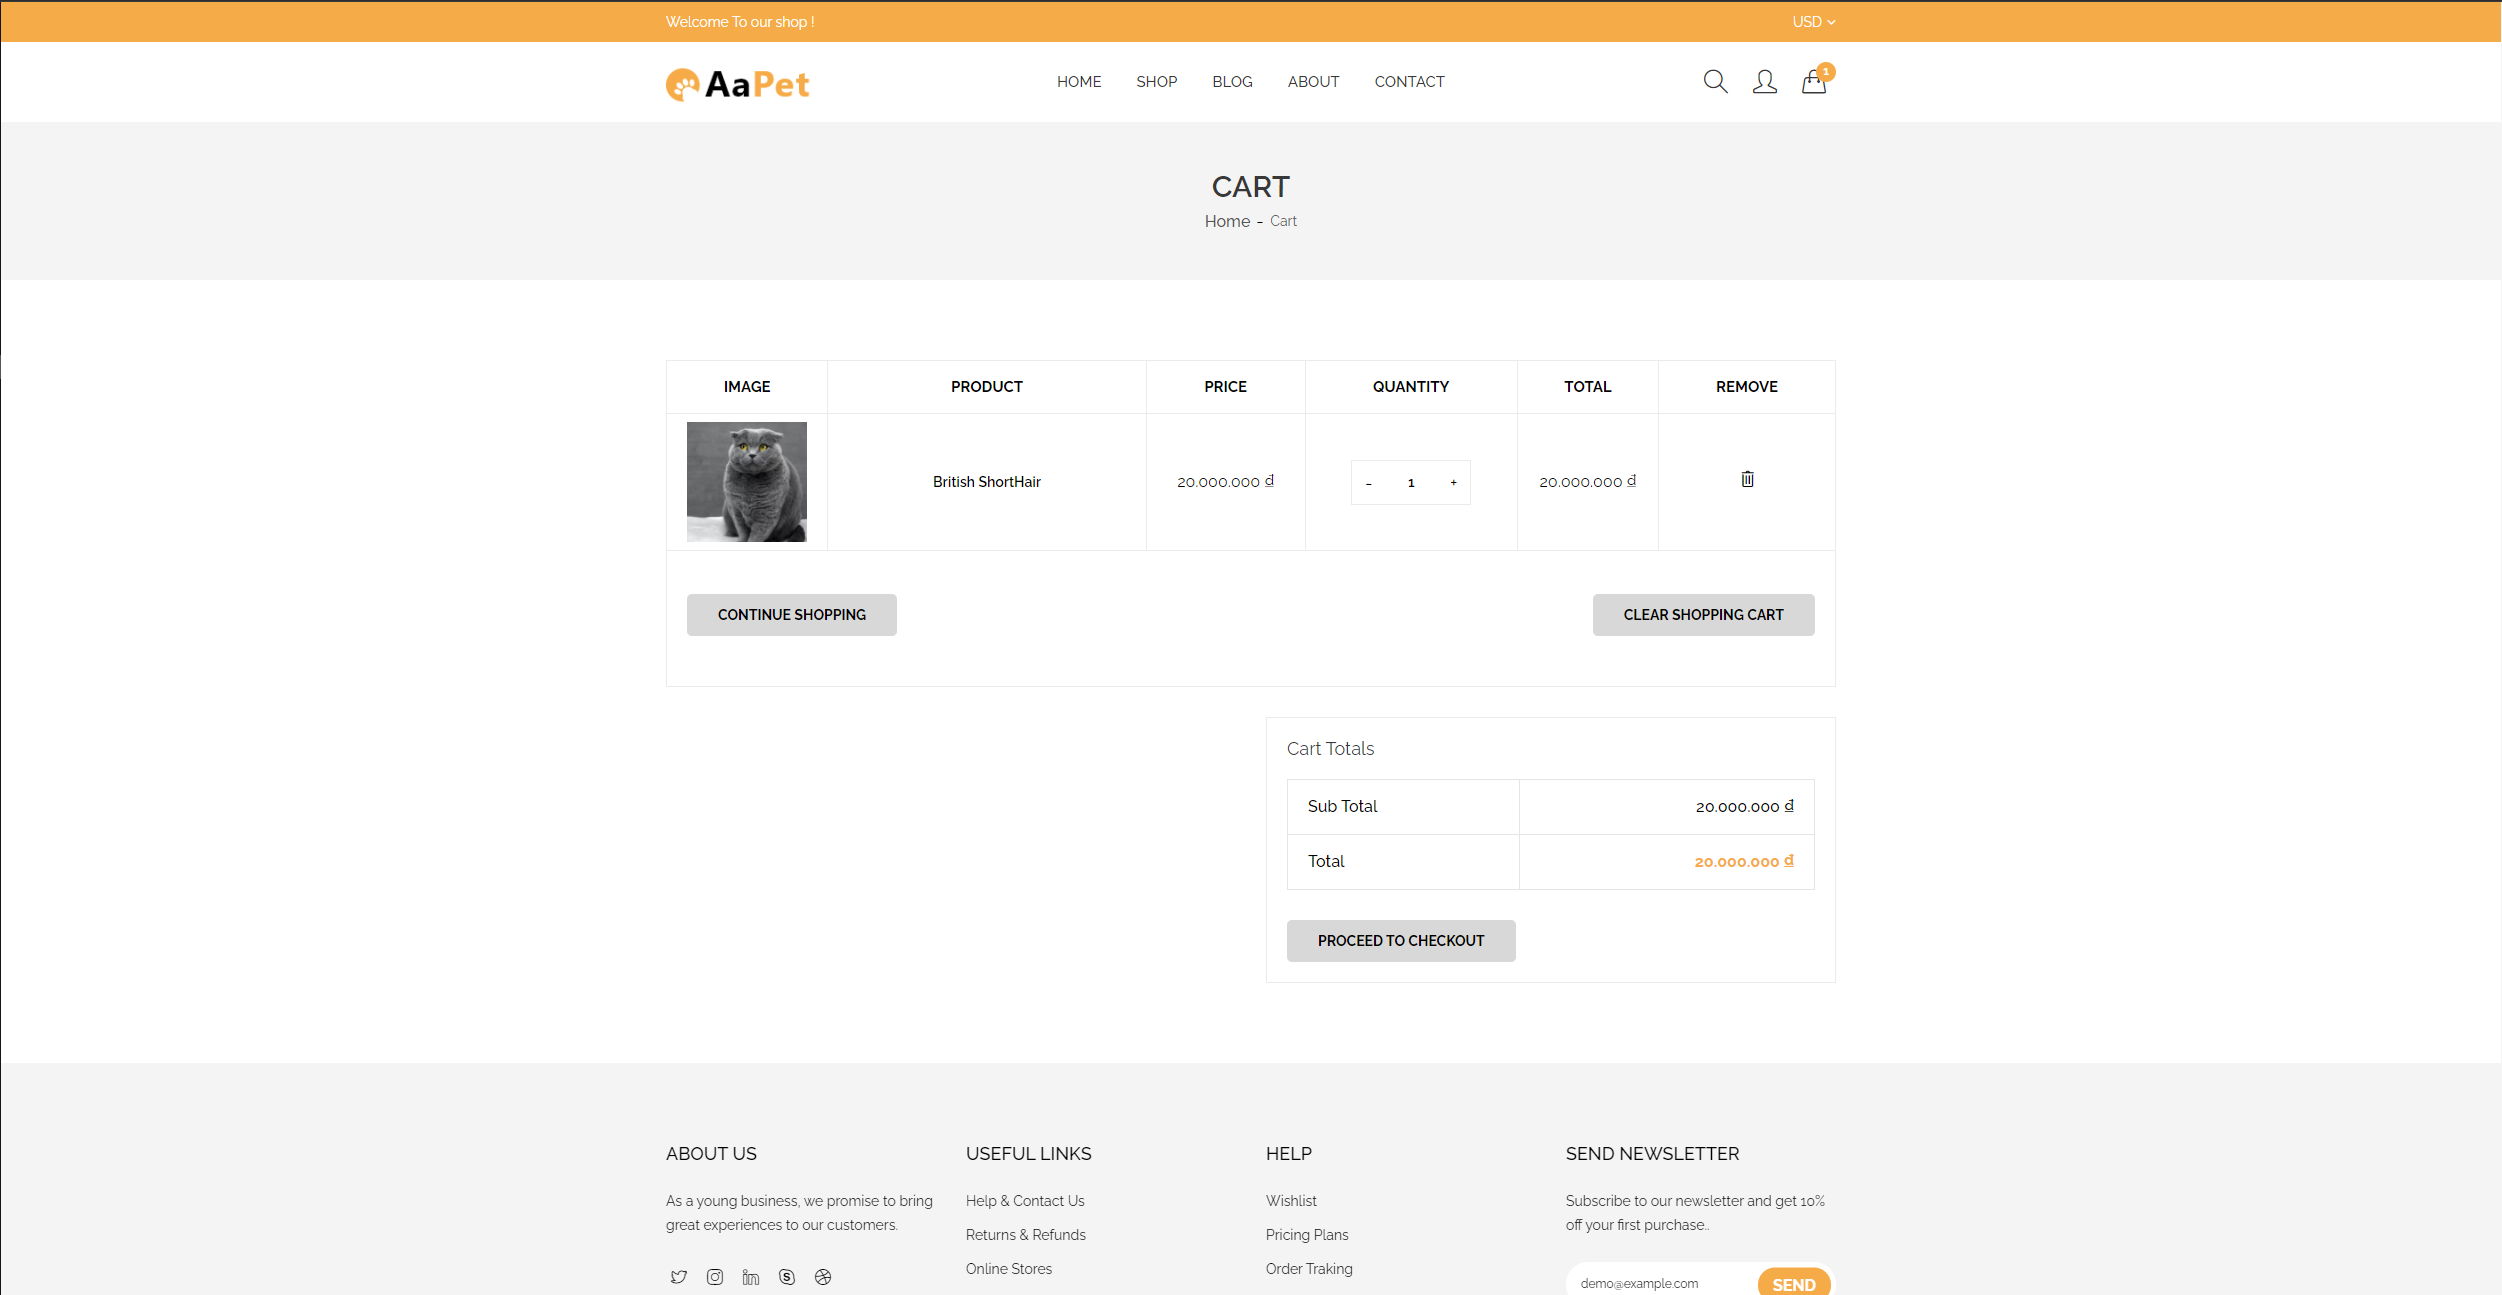 Welcome To our shop !
USD
AaPet
HOME SHOP BLOG ABOUT CONTACT
1
CART
Home - Cart
IMAGE PRODUCT PRICE QUANTITY TOTAL REMOVE
British ShortHair 20.000.000 ₫ - 1 + 20.000.000 ₫
CONTINUE SHOPPING
CLEAR SHOPPING CART
Cart Totals
Sub Total 20.000.000 ₫
Total 20.000.000 ₫
PROCEED TO CHECKOUT
ABOUT US
As a young business, we promise to bring
great experiences to our customers.
USEFUL LINKS
Help & Contact Us
Returns & Refunds
Online Stores
HELP
Wishlist
Pricing Plans
Order Traking
SEND NEWSLETTER
Subscribe to our newsletter and get 10%
off your first purchase..
demo@example.com
SEND